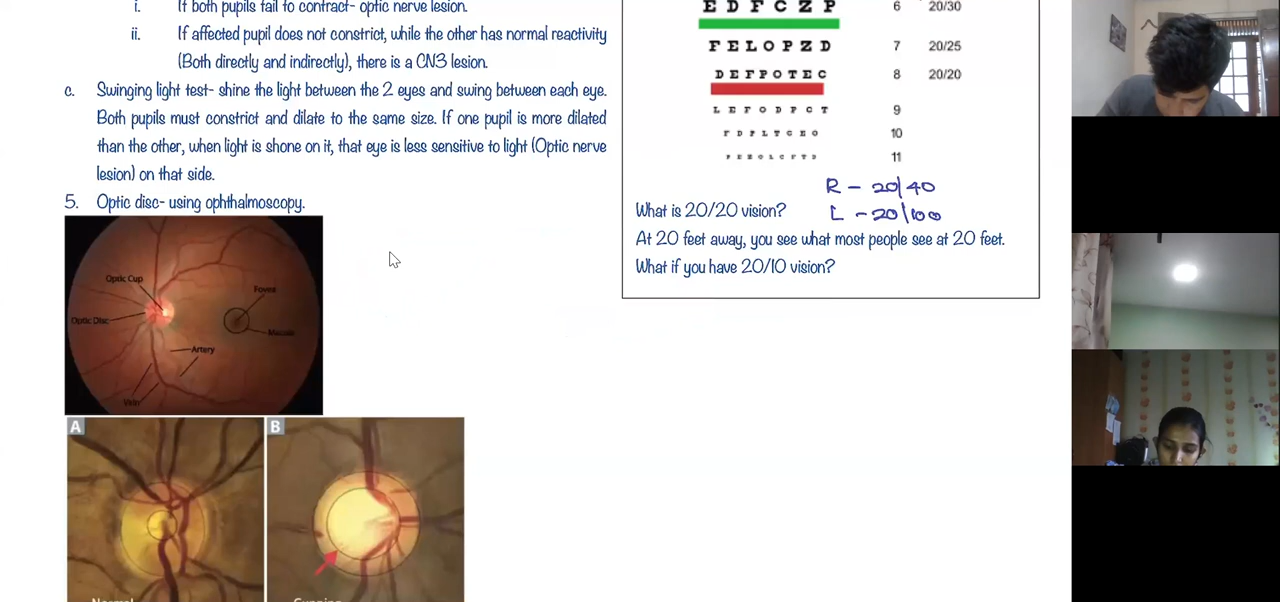 i. If both pupils fail to contract- optic nerve lesion.
ii. If affected pupil does not constrict, while the other has normal reactivity
(Both directly and indirectly), there is a CN3 lesion.
c. Swinging light test- shine the light between the 2 eyes and swing between each eye.
Both pupils must constrict and dilate to the same size. If one pupil is more dilated
than the other, when light is shone on it, that eye is less sensitive to light (Optic nerve
lesion) on that side.
5. Optic disc- using ophthalmoscopy.
Optic Cup
Fovea
Optic Disc
Macula
Artery
Vein
A
B
Normal
Cupping
E D F C Z P 6 20/30
F E L O P Z D 7 20/25
D E F P O T E C 8 20/20
L E F O D P C T 9
F D P L T C E O 10
11
R - 20/40
What is 20/20 vision? L - 20/100
At 20 feet away, you see what most people see at 20 feet.
What if you have 20/10 vision?